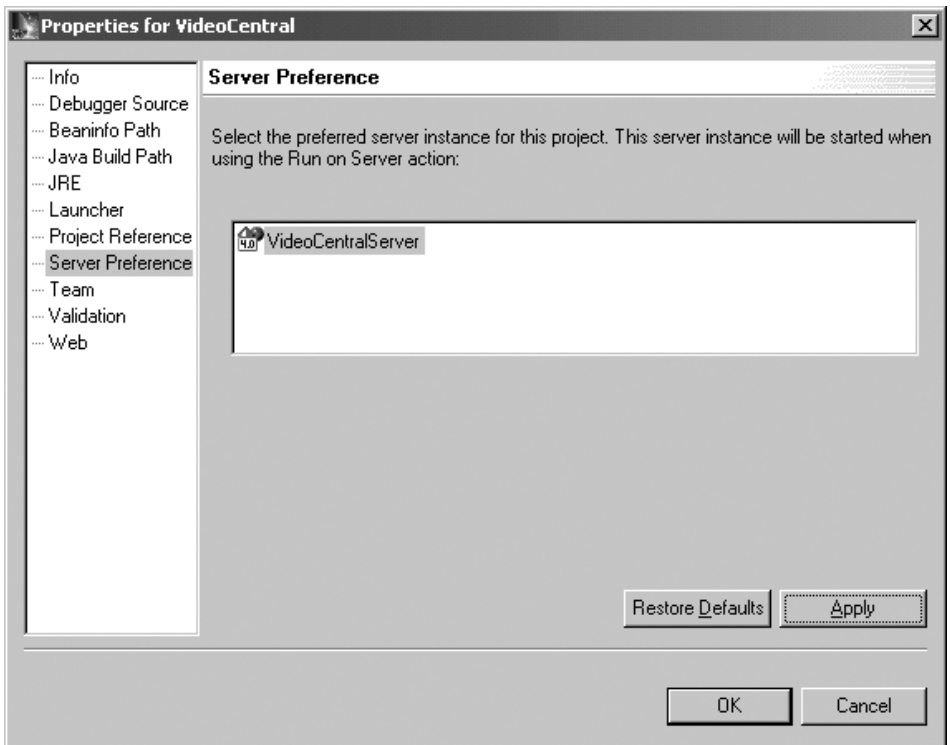 Properties for VideoCentral
Info
Debugger Source
Beaninfo Path
Java Build Path
JRE
Launcher
Project Reference
Server Preference
Team
Validation
Web
Server Preference
Select the preferred server instance for this project. This server instance will be started when
using the Run on Server action:
4.0 VideoCentralServer
Restore Defaults
Apply
OK
Cancel